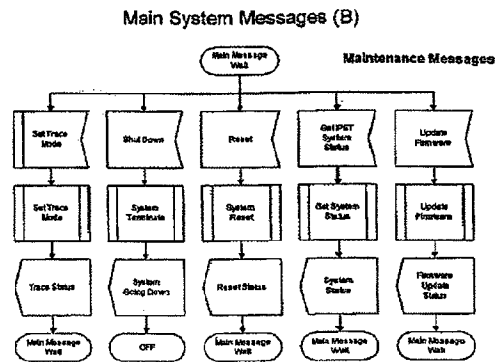 Main System Messages (B)
Main Message
Wait
Maintenance Messages
Set Trace
Mode
Shut Down
Reset
Get IPET
System
Status
Update
Firmware
Set Trace
Mode
System
Terminate
System
Reset
Get System
Status
Update
Firmware
Trace Status
System
Going Down
Reset Status
System
Status
Firmware
Update
Status
Main Message
Wait
OFF
Main Message
Wait
Main Message
Wait
Main Message
Wait